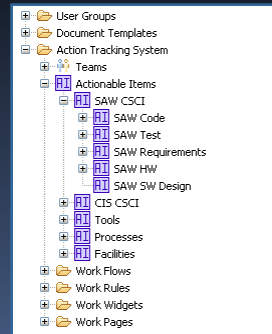 User Groups
Document Templates
Action Tracking System
Teams
AI Actionable Items
AI SAW CSCI
AI SAW Code
AI SAW Test
AI SAW Requirements
AI SAW HW
AI SAW SW Design
AI CIS CSCI
AI Tools
AI Processes
AI Facilities
Work Flows
Work Rules
Work Widgets
Work Pages